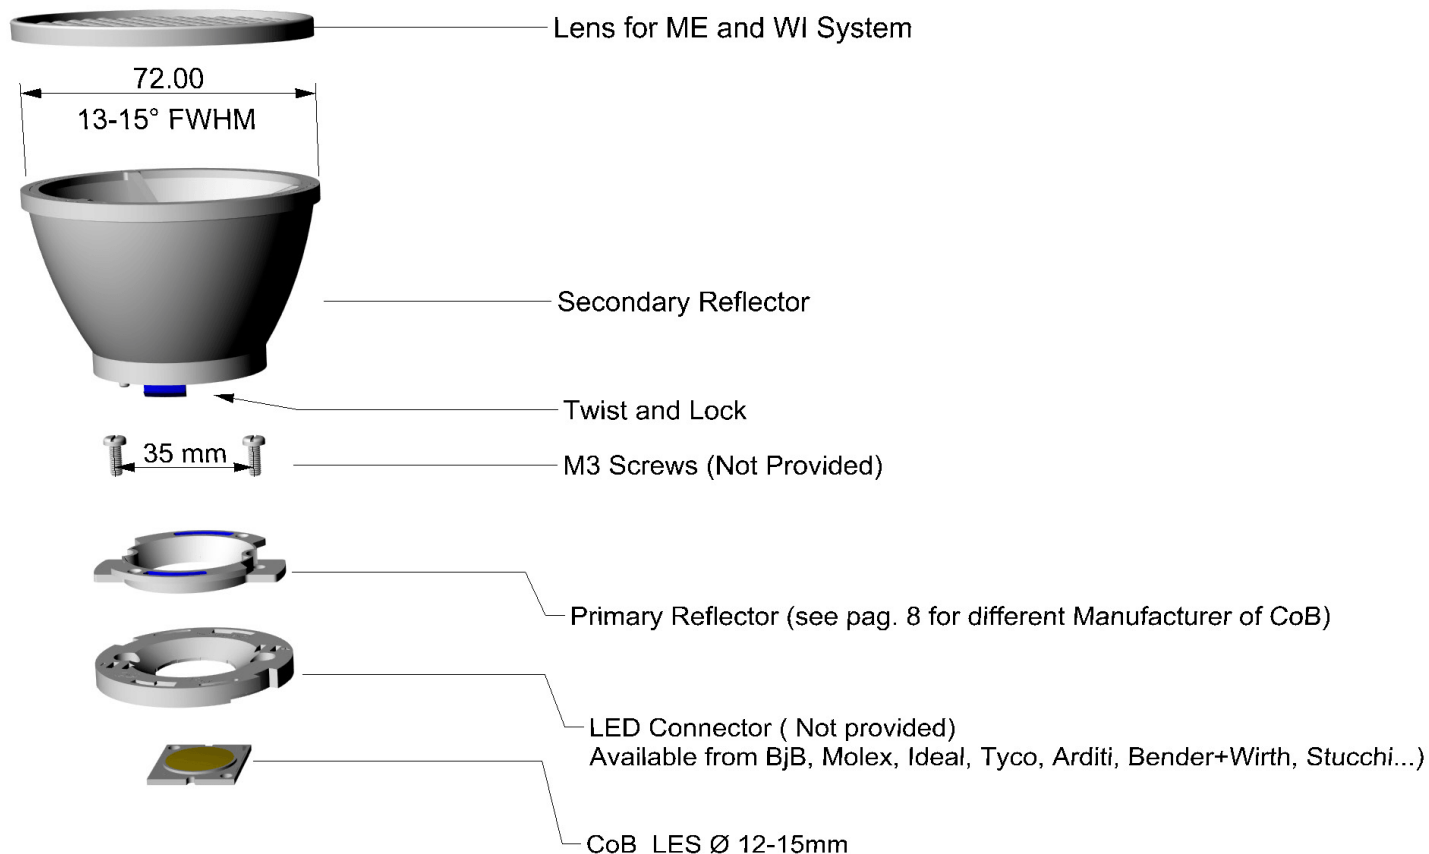 Lens for ME and WI System
72.00
13-15° FWHM
Secondary Reflector
Twist and Lock
35 mm
M3 Screws (Not Provided)
Primary Reflector (see pag. 8 for different Manufacturer of CoB)
LED Connector ( Not provided)
Available from BjB, Molex, Ideal, Tyco, Arditi, Bender+Wirth, Stucchi...)
CoB  LES Ø 12-15mm